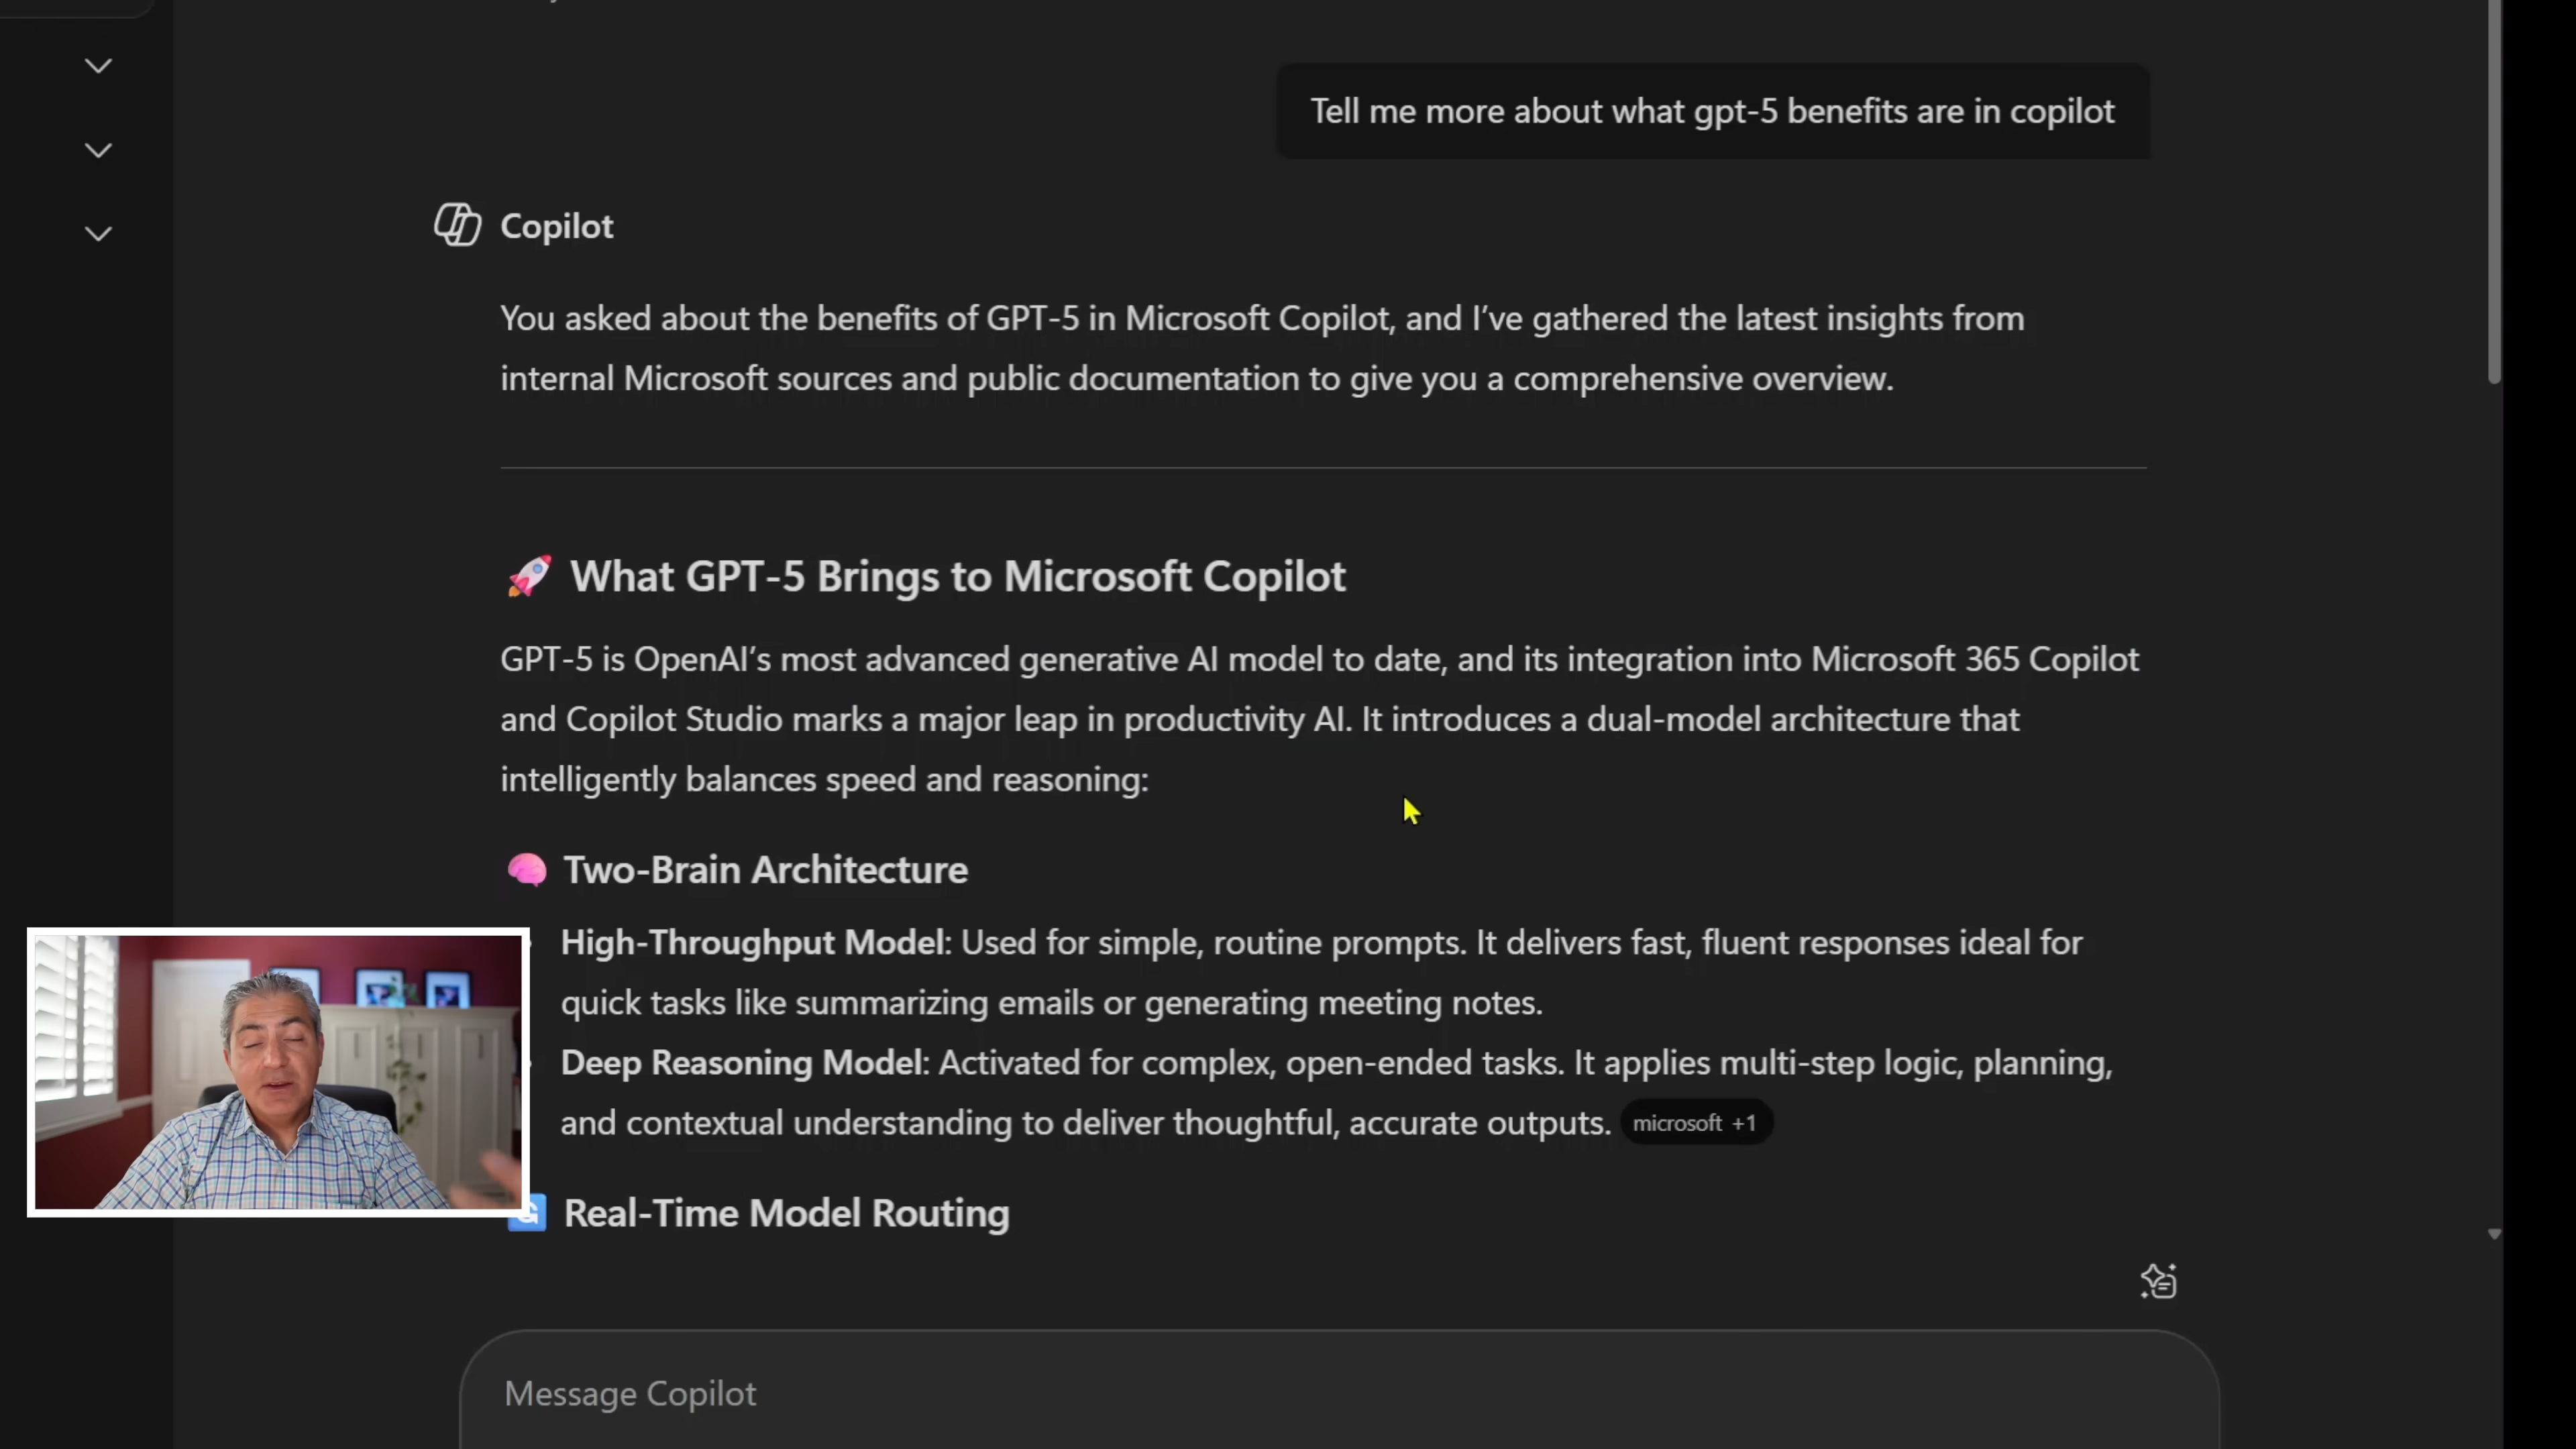 Tell me more about what gpt-5 benefits are in copilot
Copilot
You asked about the benefits of GPT-5 in Microsoft Copilot, and I’ve gathered the latest insights from
internal Microsoft sources and public documentation to give you a comprehensive overview.
🚀 What GPT-5 Brings to Microsoft Copilot
GPT-5 is OpenAI’s most advanced generative AI model to date, and its integration into Microsoft 365 Copilot
and Copilot Studio marks a major leap in productivity AI. It introduces a dual-model architecture that
intelligently balances speed and reasoning:
🧠 Two-Brain Architecture
High-Throughput Model: Used for simple, routine prompts. It delivers fast, fluent responses ideal for
quick tasks like summarizing emails or generating meeting notes.
Deep Reasoning Model: Activated for complex, open-ended tasks. It applies multi-step logic, planning,
and contextual understanding to deliver thoughtful, accurate outputs. microsoft +1
Real-Time Model Routing
Message Copilot